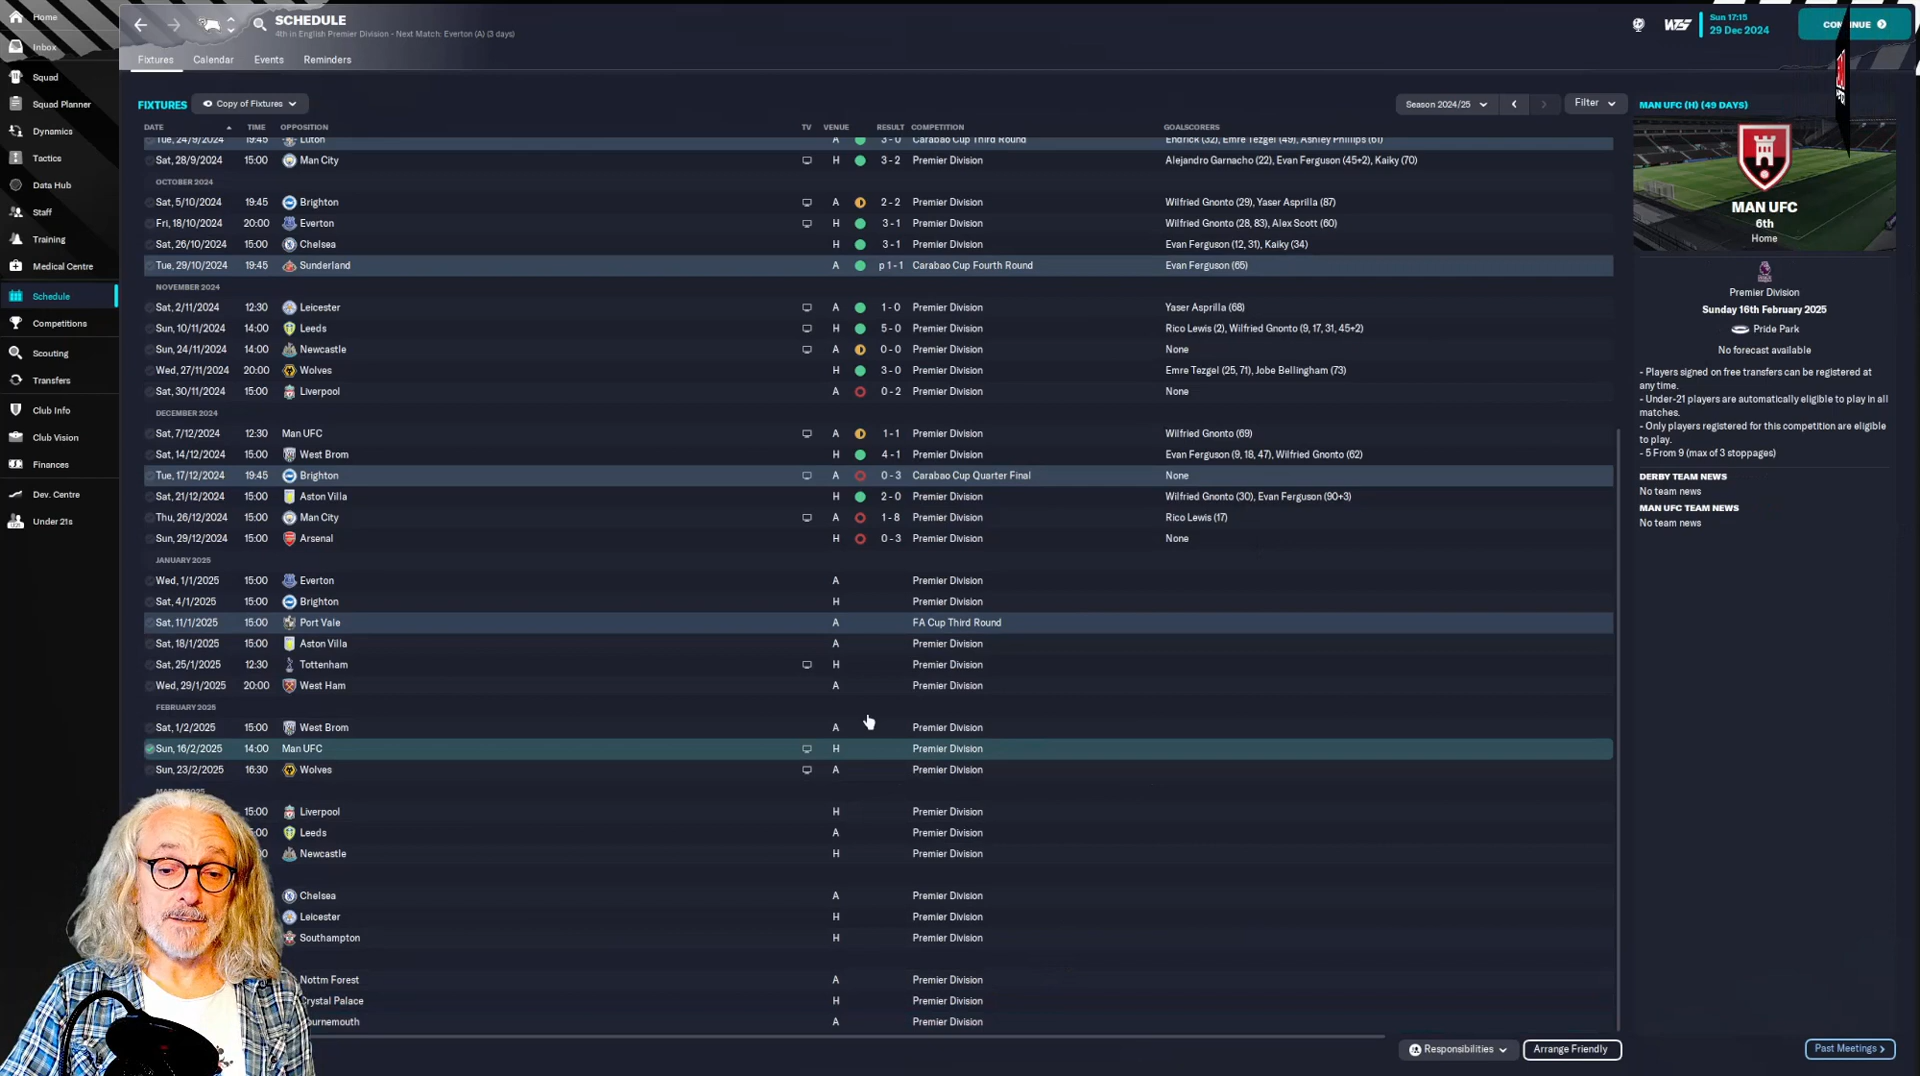 Home
Inbox
Squad
Squad Planner
Dynamics
Tactics
Data Hub
Staff
Training
Medical Centre
Schedule
Competitions
Scouting
Transfers
Club Info
Club Vision
Finances
Dev. Centre
Under 21s
SCHEDULE
4th in English Premier Division - Next Match: Everton (A) (3 days)
Sun 17:15
29 Dec 2024
CONTINUE
Fixtures Calendar Events Reminders
FIXTURES Copy of Fixtures Season 2024/25 Filter
DATE TIME OPPOSITION TV VENUE RESULT COMPETITION GOALSCORERS
Tue, 24/9/2024 19:45 Luton A 3-0 Carabao Cup Third Round Endrick (32), Emre Tezgel (49), Ashley Phillips (61)
Sat, 28/9/2024 15:00 Man City H 3-2 Premier Division Alejandro Garnacho (22), Evan Ferguson (45+2), Kaiky (70)
OCTOBER 2024
Sat, 5/10/2024 19:45 Brighton A 2-2 Premier Division Wilfried Gnonto (29), Yaser Asprilla (87)
Fri, 18/10/2024 20:00 Everton H 3-1 Premier Division Wilfried Gnonto (28, 83), Alex Scott (60)
Sat, 26/10/2024 15:00 Chelsea H 3-1 Premier Division Evan Ferguson (12, 31), Kaiky (34)
Tue, 29/10/2024 19:45 Sunderland A p 1-1 Carabao Cup Fourth Round Evan Ferguson (65)
NOVEMBER 2024
Sat, 2/11/2024 12:30 Leicester A 1-0 Premier Division Yaser Asprilla (68)
Sun, 10/11/2024 14:00 Leeds H 5-0 Premier Division Rico Lewis (2), Wilfried Gnonto (9, 17, 31, 45+2)
Sun, 24/11/2024 14:00 Newcastle A 0-0 Premier Division None
Wed, 27/11/2024 20:00 Wolves H 3-0 Premier Division Emre Tezgel (25, 71), Jobe Bellingham (73)
Sat, 30/11/2024 15:00 Liverpool A 0-2 Premier Division None
DECEMBER 2024
Sat, 7/12/2024 12:30 Man UFC A 1-1 Premier Division Wilfried Gnonto (69)
Sat, 14/12/2024 15:00 West Brom H 4-1 Premier Division Evan Ferguson (9, 18, 47), Wilfried Gnonto (62)
Tue, 17/12/2024 19:45 Brighton A 0-3 Carabao Cup Quarter Final None
Sat, 21/12/2024 15:00 Aston Villa H 2-0 Premier Division Wilfried Gnonto (30), Evan Ferguson (90+3)
Thu, 26/12/2024 15:00 Man City A 1-8 Premier Division Rico Lewis (17)
Sun, 29/12/2024 15:00 Arsenal H 0-3 Premier Division None
JANUARY 2025
Wed, 1/1/2025 15:00 Everton A Premier Division
Sat, 4/1/2025 15:00 Brighton H Premier Division
Sat, 11/1/2025 15:00 Port Vale A FA Cup Third Round
Sat, 18/1/2025 15:00 Aston Villa A Premier Division
Sat, 25/1/2025 12:30 Tottenham H Premier Division
Wed, 29/1/2025 20:00 West Ham A Premier Division
FEBRUARY 2025
Sat, 1/2/2025 15:00 West Brom A Premier Division
Sun, 16/2/2025 14:00 Man UFC H Premier Division
Sun, 23/2/2025 16:30 Wolves A Premier Division
15:00 Liverpool H Premier Division
Leeds A Premier Division
Newcastle H Premier Division
Chelsea A Premier Division
Leicester H Premier Division
Southampton H Premier Division
Nottm Forest A Premier Division
Crystal Palace H Premier Division
Bournemouth A Premier Division
Responsibilities Arrange Friendly
MAN UFC (H) (49 DAYS)
MAN UFC
6th
Home
Premier Division
Sunday 16th February 2025
Pride Park
No forecast available
- Players signed on free transfers can be registered at
any time.
- Under-21 players are automatically eligible to play in all
matches.
- Only players registered for this competition are eligible
to play.
- 5 From 9 (max of 3 stoppages)
DERBY TEAM NEWS
No team news
MAN UFC TEAM NEWS
No team news
Past Meetings >